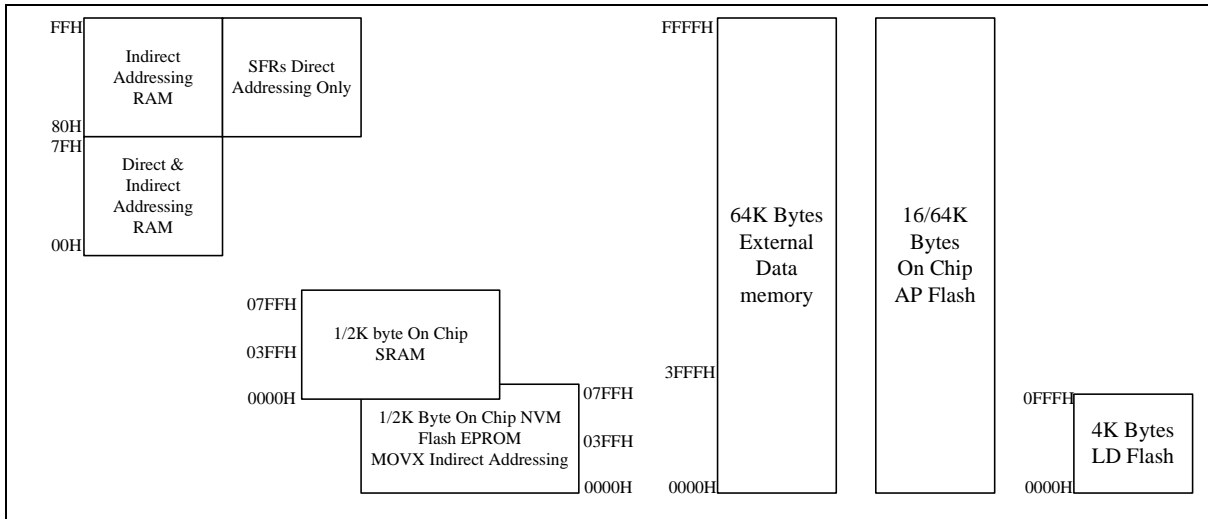 FFH
Indirect
Addressing
RAM
80H
SFRs Direct
Addressing Only
7FH
Direct &
Indirect
Addressing
RAM
00H
07FFH
03FFH
0000H
1/2K byte On Chip
SRAM
1/2K Byte On Chip NVM
Flash EPROM
MOVX Indirect Addressing
07FFH
03FFH
0000H
FFFFH
3FFFH
0000H
64K Bytes
External
Data
memory
16/64K
Bytes
On Chip
AP Flash
0FFFH
0000H
4K Bytes
LD Flash